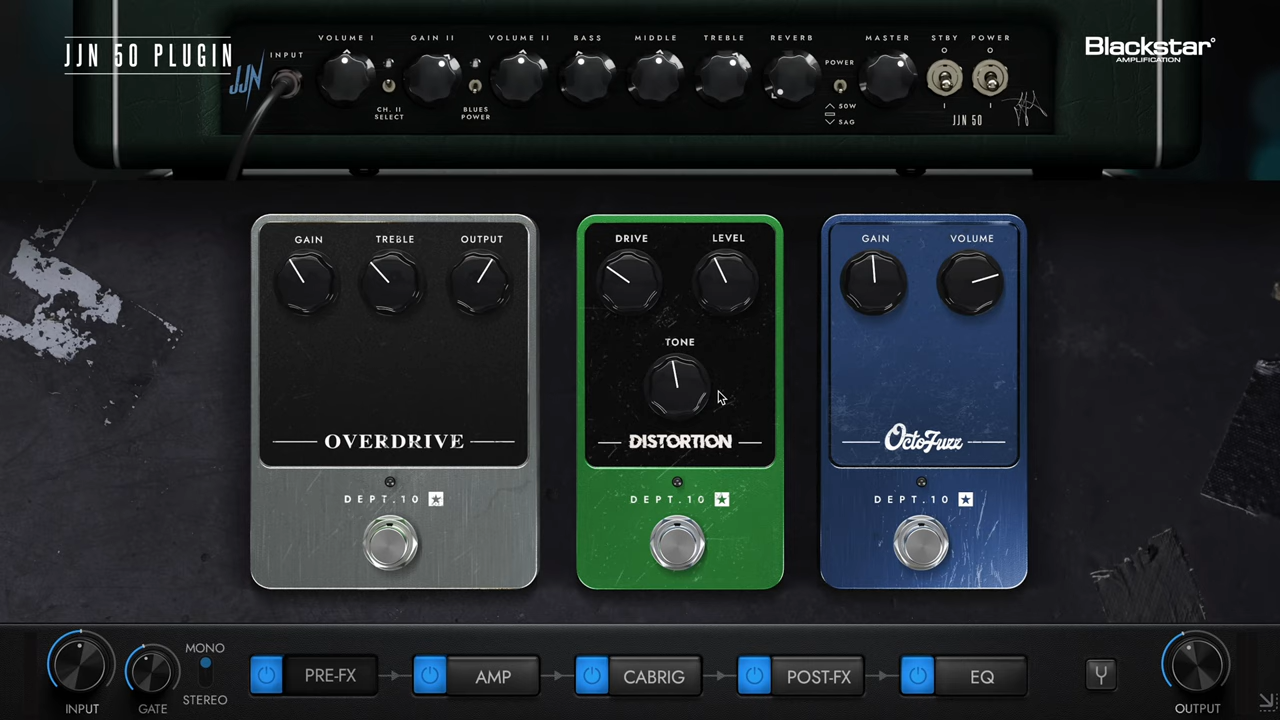 JJN 50 PLUGIN
JJN
INPUT
VOLUME I
GAIN II
VOLUME II
BASS
MIDDLE
TREBLE
REVERB
POWER
MASTER
STBY
POWER
CH. II
SELECT
BLUES
POWER
50W
SAG
O
O
I
I
JJN 50
Blackstar
AMPLIFICATION
GAIN
TREBLE
OUTPUT
OVERDRIVE
DEPT.10
DRIVE
LEVEL
TONE
DISTORTION
DEPT.10
GAIN
VOLUME
OctoFuzz
DEPT.10
INPUT
GATE
MONO
STEREO
PRE-FX
AMP
CABRIG
POST-FX
EQ
OUTPUT